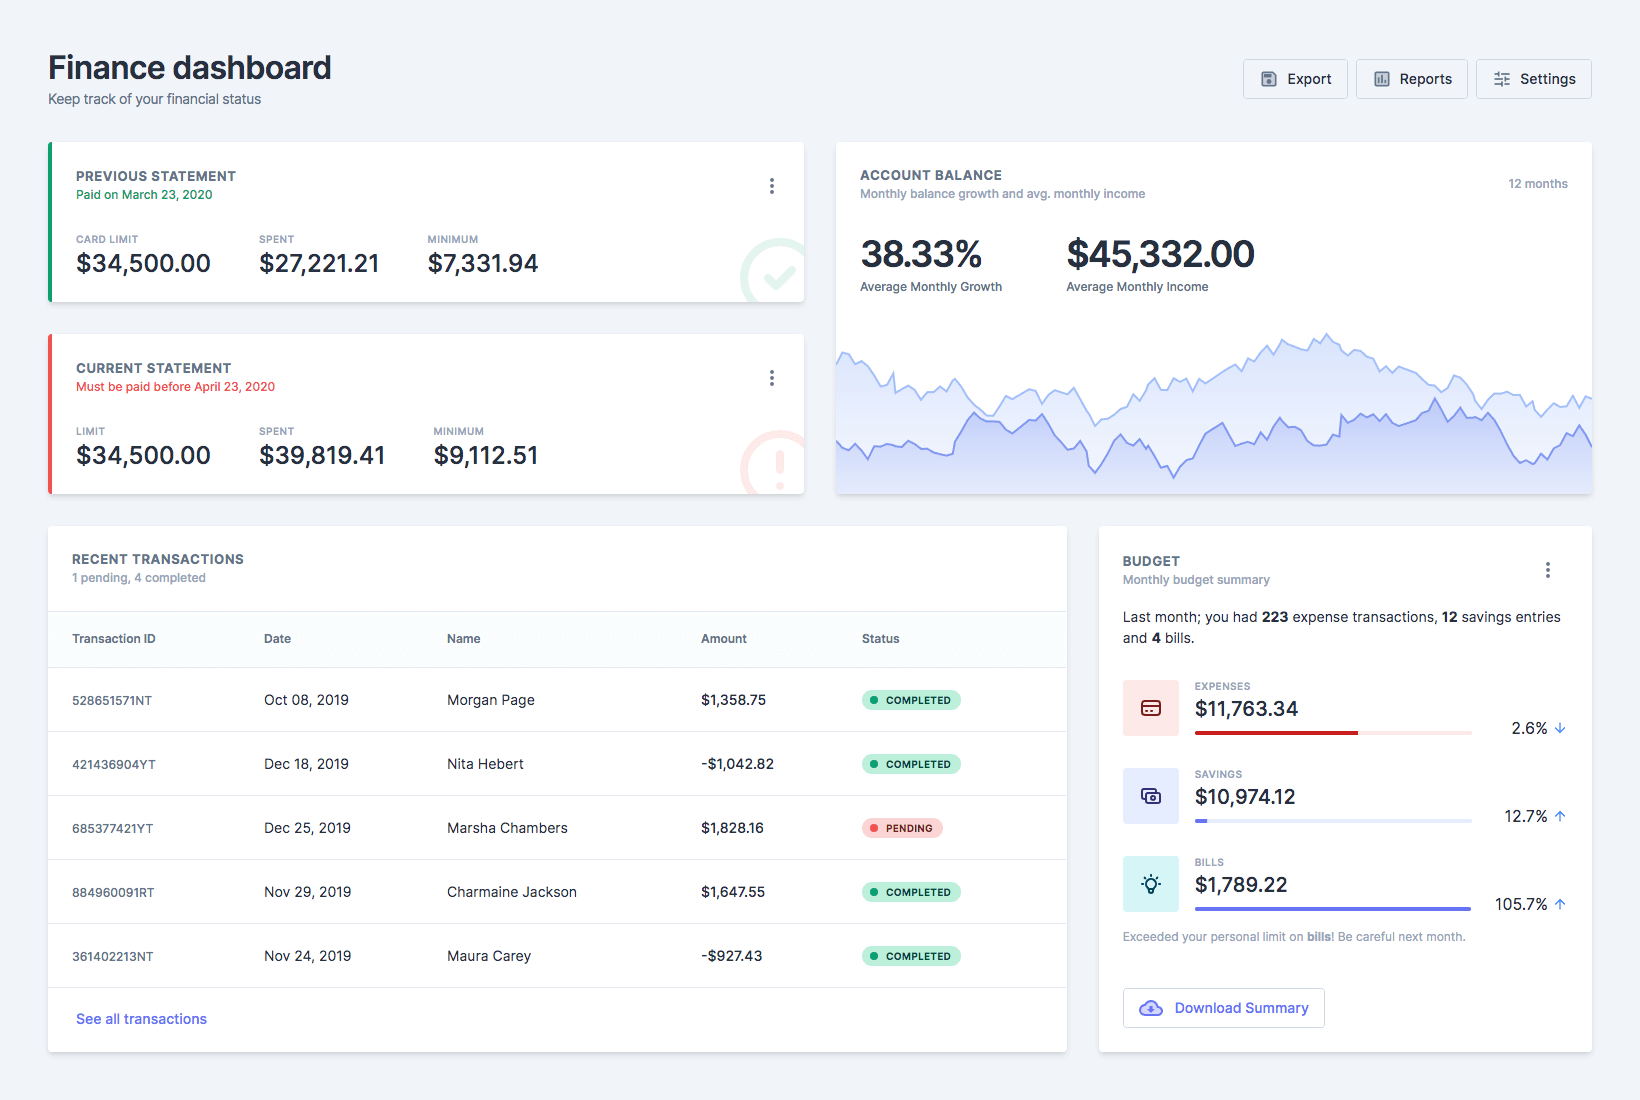 Finance dashboard
Keep track of your financial status
Export
Reports
Settings
PREVIOUS STATEMENT
Paid on March 23, 2020
CARD LIMIT SPENT MINIMUM
$34,500.00 $27,221.21 $7,331.94
CURRENT STATEMENT
Must be paid before April 23, 2020
LIMIT SPENT MINIMUM
$34,500.00 $39,819.41 $9,112.51
ACCOUNT BALANCE
Monthly balance growth and avg. monthly income
12 months
38.33% $45,332.00
Average Monthly Growth Average Monthly Income
RECENT TRANSACTIONS
1 pending, 4 completed
Transaction ID Date Name Amount Status
528651571NT Oct 08, 2019 Morgan Page $1,358.75 COMPLETED
421436904YT Dec 18, 2019 Nita Hebert -$1,042.82 COMPLETED
685377421YT Dec 25, 2019 Marsha Chambers $1,828.16 PENDING
884960091RT Nov 29, 2019 Charmaine Jackson $1,647.55 COMPLETED
361402213NT Nov 24, 2019 Maura Carey -$927.43 COMPLETED
See all transactions
BUDGET
Monthly budget summary
Last month; you had 223 expense transactions, 12 savings entries
and 4 bills.
EXPENSES
$11,763.34
2.6%
SAVINGS
$10,974.12
12.7%
BILLS
$1,789.22
105.7%
Exceeded your personal limit on bills! Be careful next month.
Download Summary